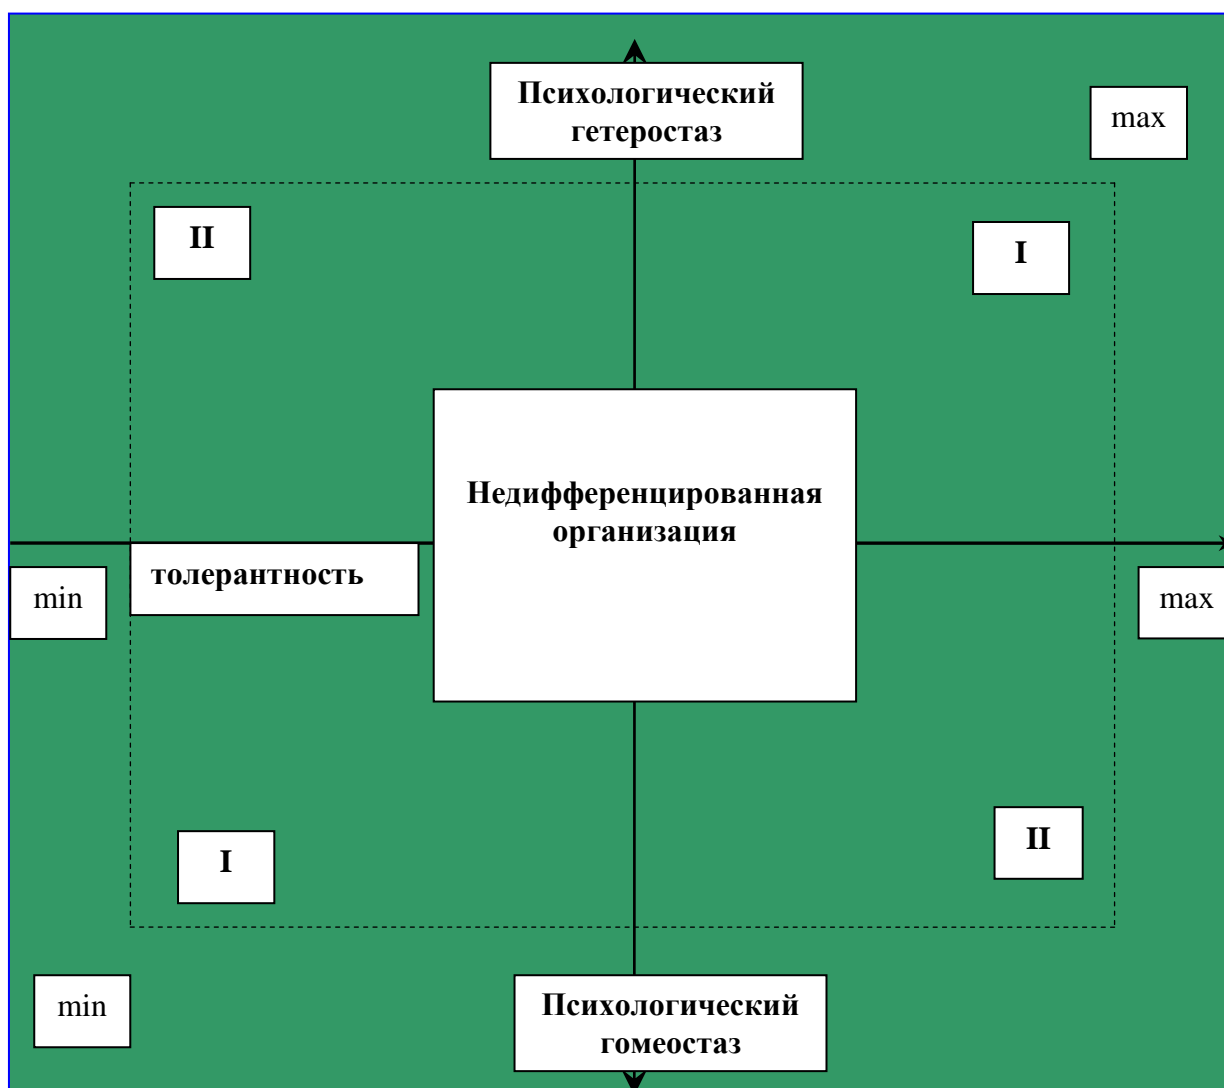 Психологический
гетеростаз
max
II
I
Недифференцированная
организация
толерантность
min
max
I
II
min
Психологический
гомеостаз